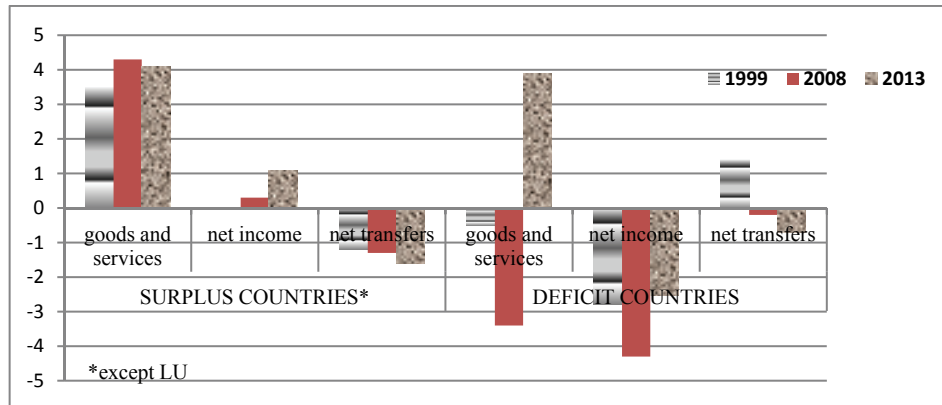 5
4
3
2
1
0
-1
-2
-3
-4
-5
1999 2008 2013
goods and services
net income
net transfers
goods and services
net income
net transfers
SURPLUS COUNTRIES*
DEFICIT COUNTRIES
*except LU